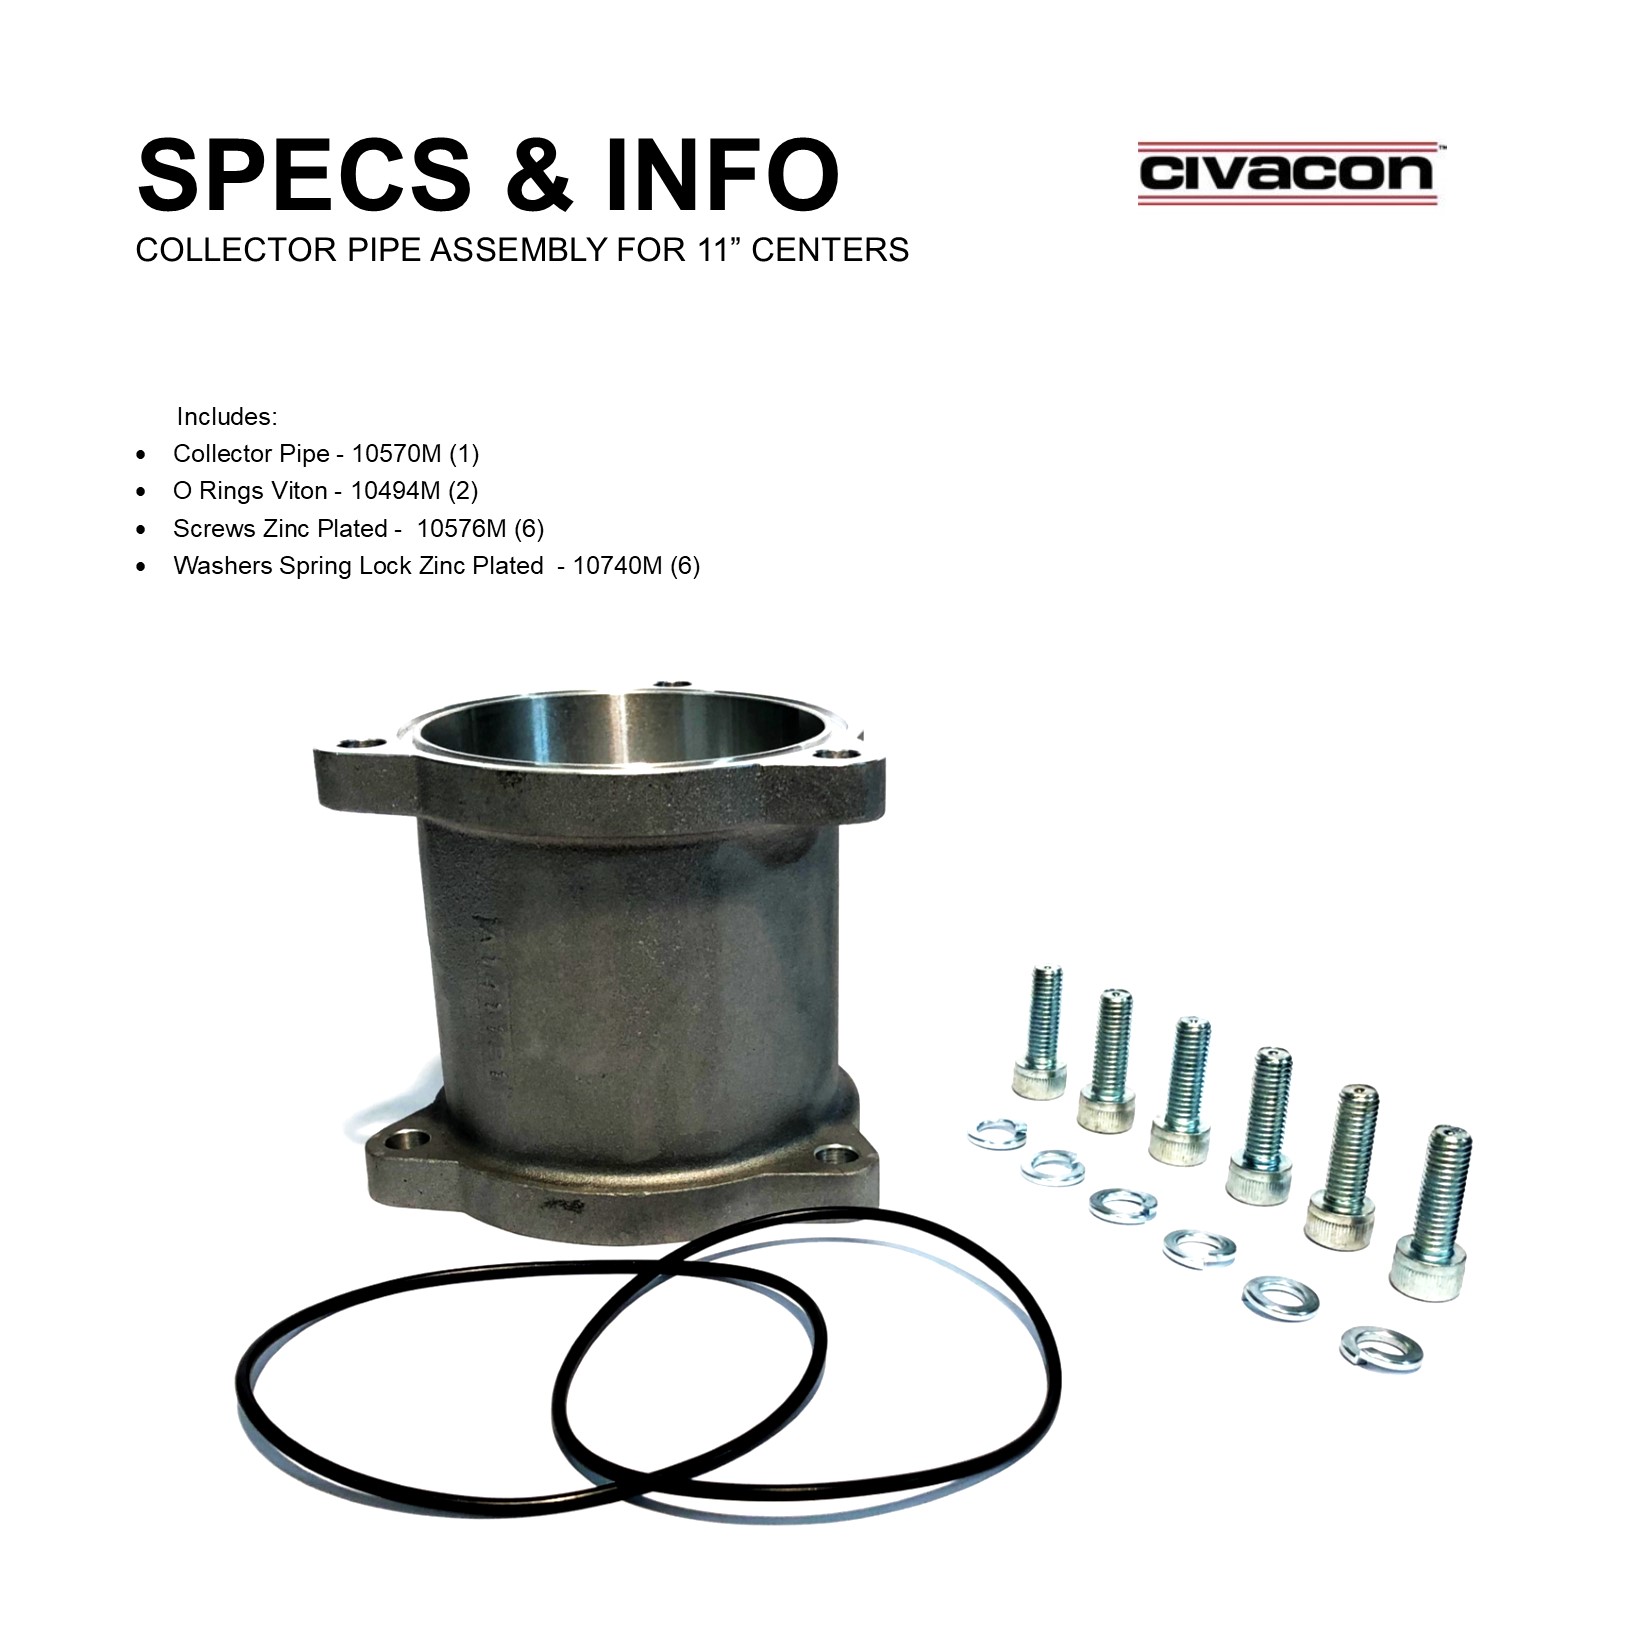 SPECS & INFO
COLLECTOR PIPE ASSEMBLY FOR 11” CENTERS
civacon™
Includes:
• Collector Pipe - 10570M (1)
• O Rings Viton - 10494M (2)
• Screws Zinc Plated - 10576M (6)
• Washers Spring Lock Zinc Plated - 10740M (6)